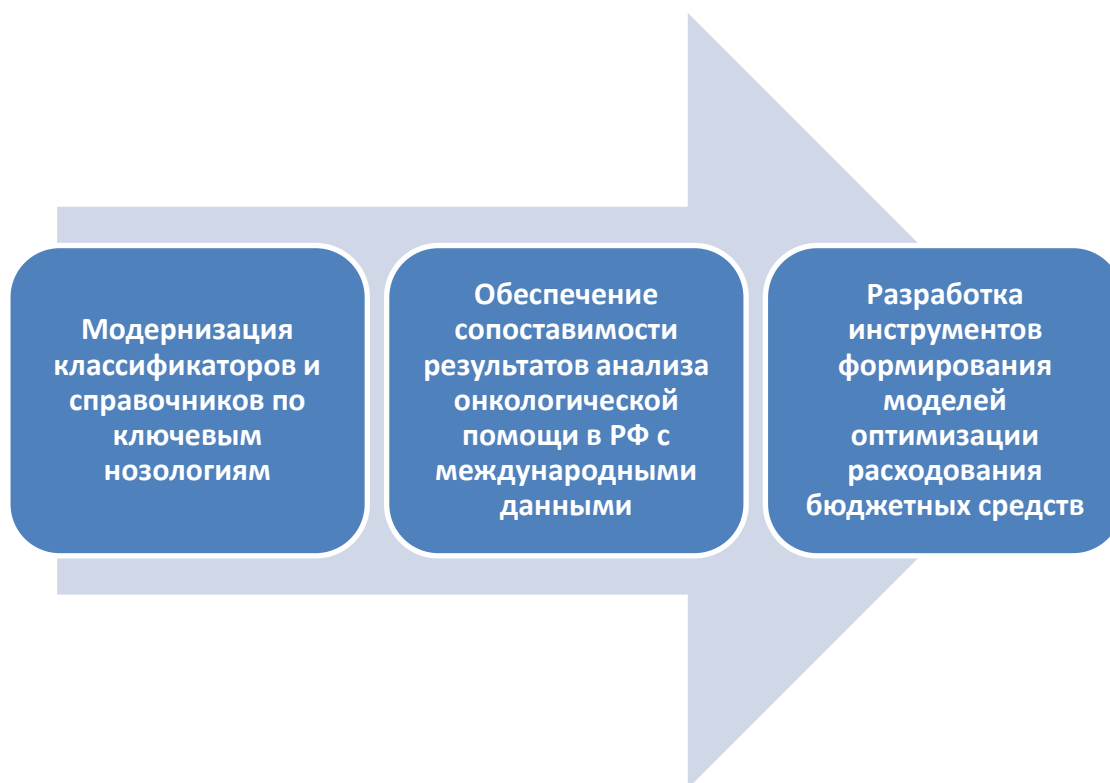 Модернизация
классификаторов и
справочников по
ключевым
нозологиям
Обеспечение
сопоставимости
результатов анализа
онкологической
помощи в РФ с
международными
данными
Разработка
инструментов
формирования
моделей
оптимизации
расходования
бюджетных средств